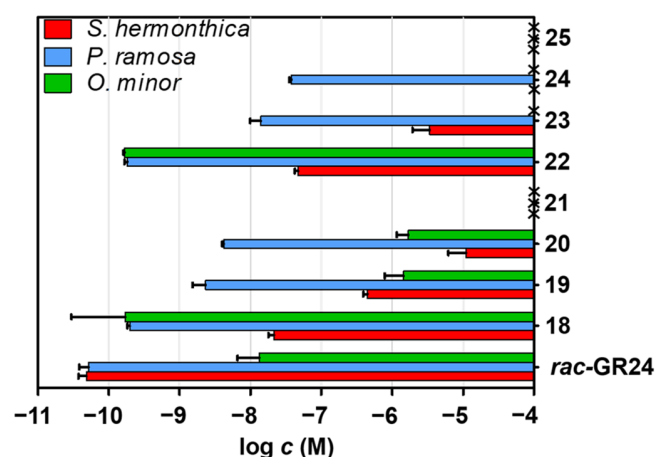 S. hermonthica
P. ramosa
O. minor
25
24
23
22
21
20
19
18
rac-GR24
−11 −10 −9 −8 −7 −6 −5 −4
log c (M)